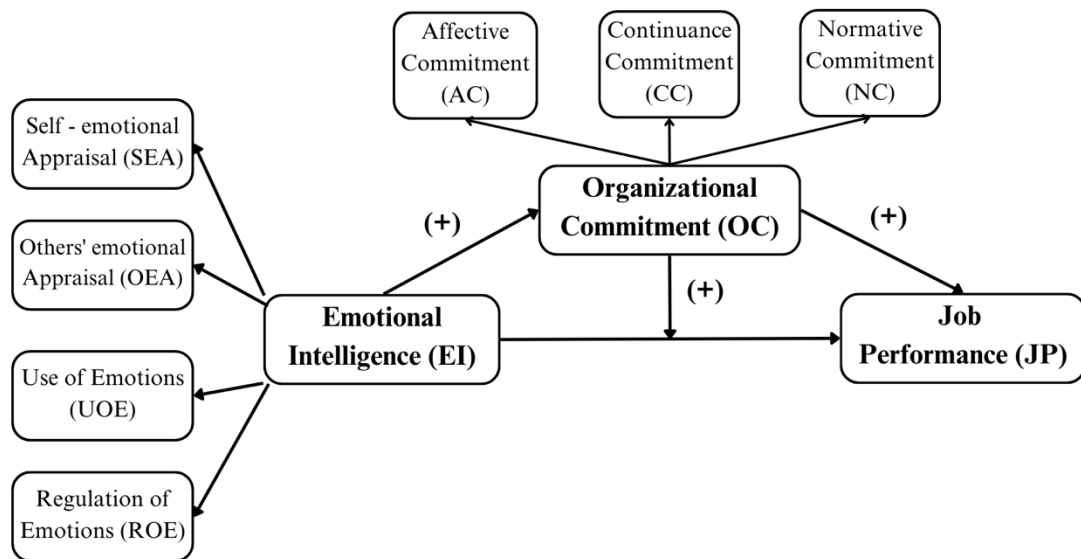 Affective
Commitment
(AC)
Continuance
Commitment
(CC)
Normative
Commitment
(NC)
Self - emotional
Appraisal (SEA)
Organizational
Commitment (OC)
(+)
(+)
Others' emotional
Appraisal (OEA)
(+)
Emotional
Intelligence (EI)
Job
Performance (JP)
Use of Emotions
(UOE)
Regulation of
Emotions (ROE)